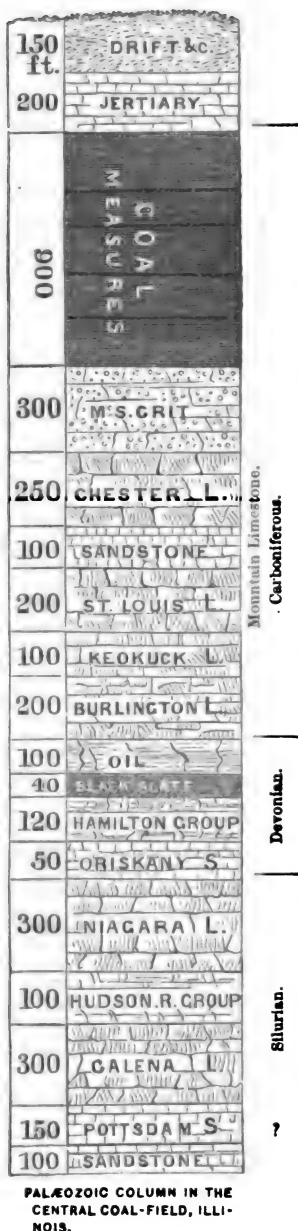 150 ft. DRIFT &C.
200 JERTIARY
900 COAL MEASURES
300 M.S. GRIT
250 CHESTER L.
100 SANDSTONE
200 ST. LOUIS L.
100 KEOKUCK L.
200 BURLINGTON L.
Mountain Limestone.
Carboniferous.
100 OIL
40 BLACK SLATE
120 HAMILTON GROUP
50 ORISKANY S
Devonian.
300 NIAGARA L.
100 HUDSON.R. GROUP
300 GALENA L
150 POTTSDAM S
100 SANDSTONE
Silurian.
?
PALÆOZOIC COLUMN IN THE
CENTRAL COAL-FIELD, ILLI-
NOIS.